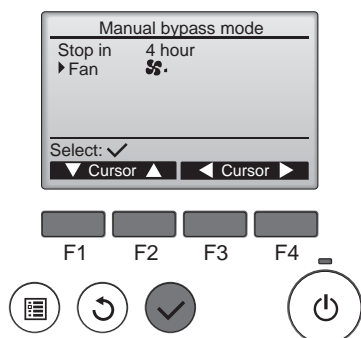 Manual bypass mode
Stop in 4 hour
Fan
Select:
Cursor Cursor
F1 F2 F3 F4